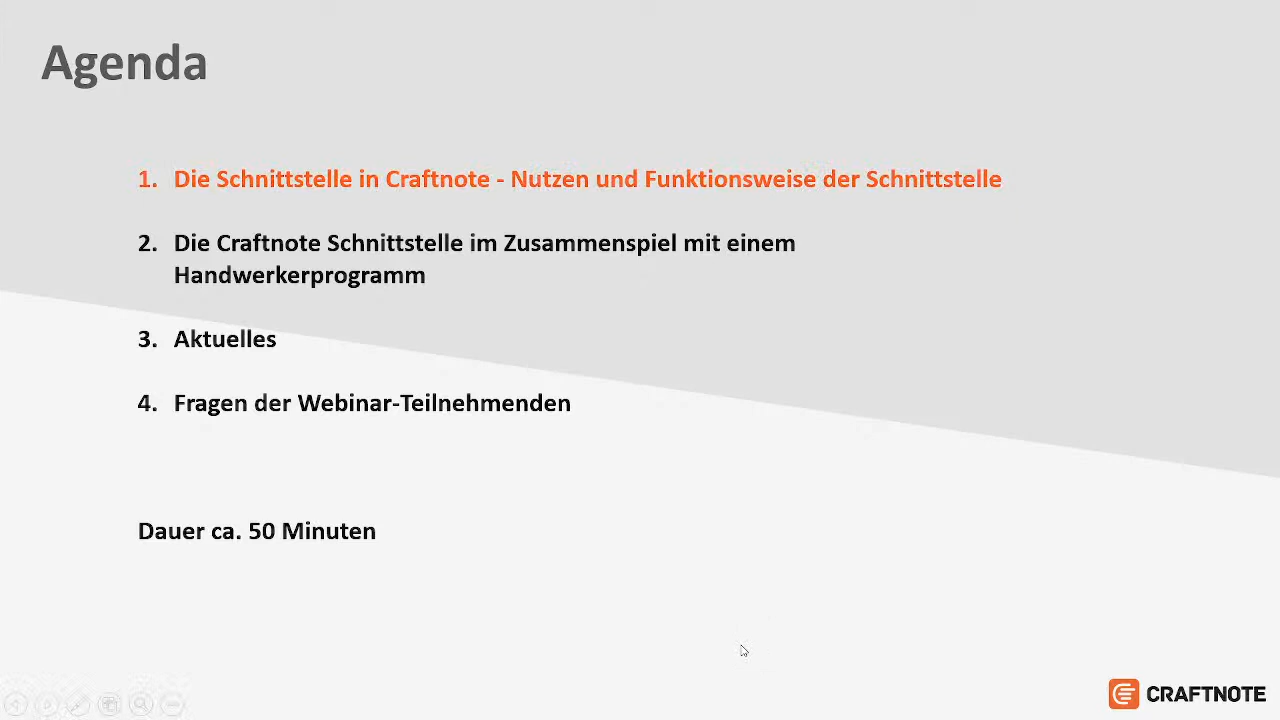 Agenda
1. Die Schnittstelle in Craftnote - Nutzen und Funktionsweise der Schnittstelle
2. Die Craftnote Schnittstelle im Zusammenspiel mit einem
Handwerkerprogramm
3. Aktuelles
4. Fragen der Webinar-Teilnehmenden
Dauer ca. 50 Minuten
CRAFTNOTE